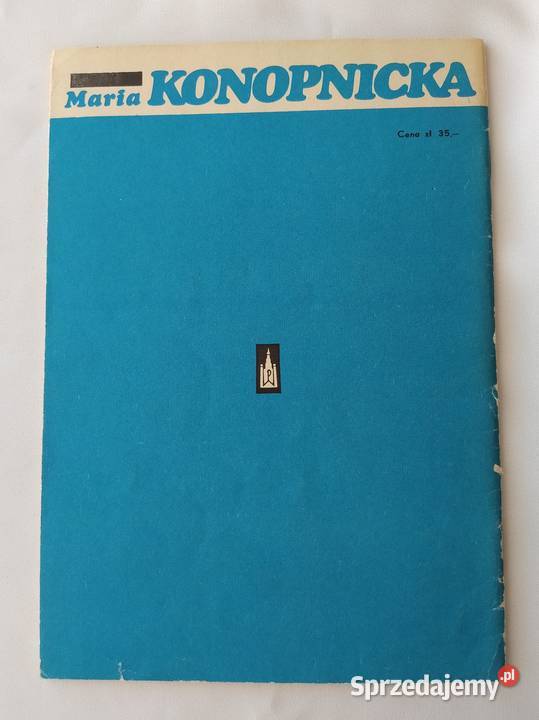 Maria KONOPNICKA
Cena zł 35,—
Sprzedajemy.pl